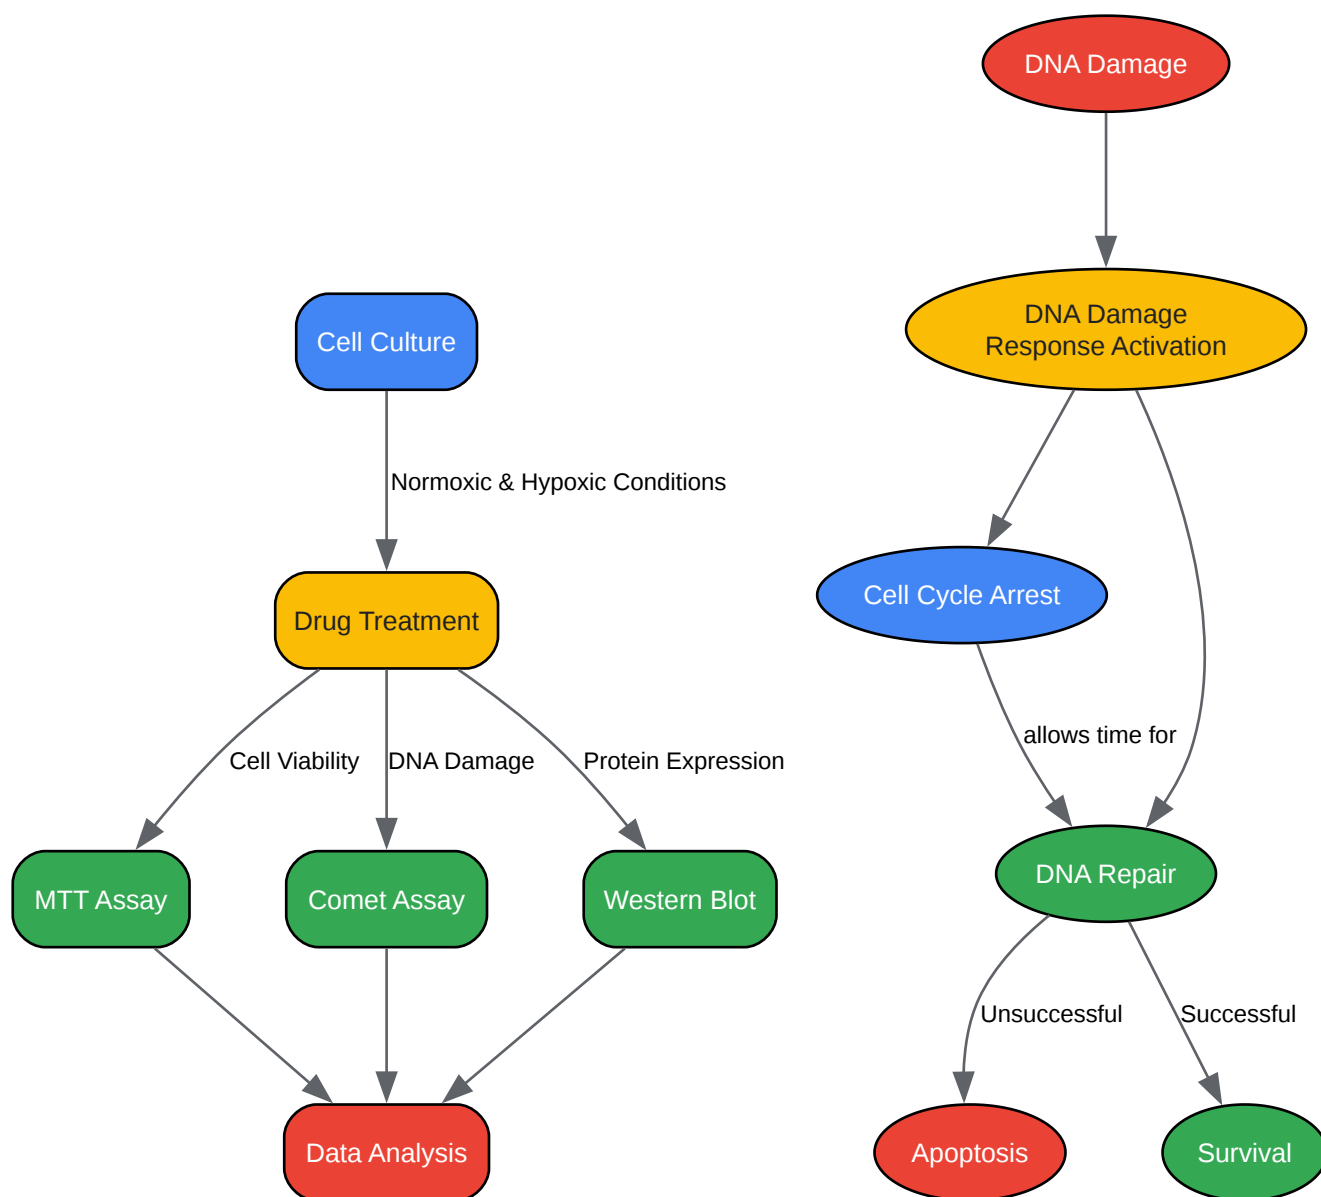 Cell Culture
Normoxic & Hypoxic Conditions
Drug Treatment
Cell Viability
DNA Damage
Protein Expression
MTT Assay
Comet Assay
Western Blot
Data Analysis
DNA Damage
DNA Damage
Response Activation
Cell Cycle Arrest
allows time for
DNA Repair
Unsuccessful
Successful
Apoptosis
Survival